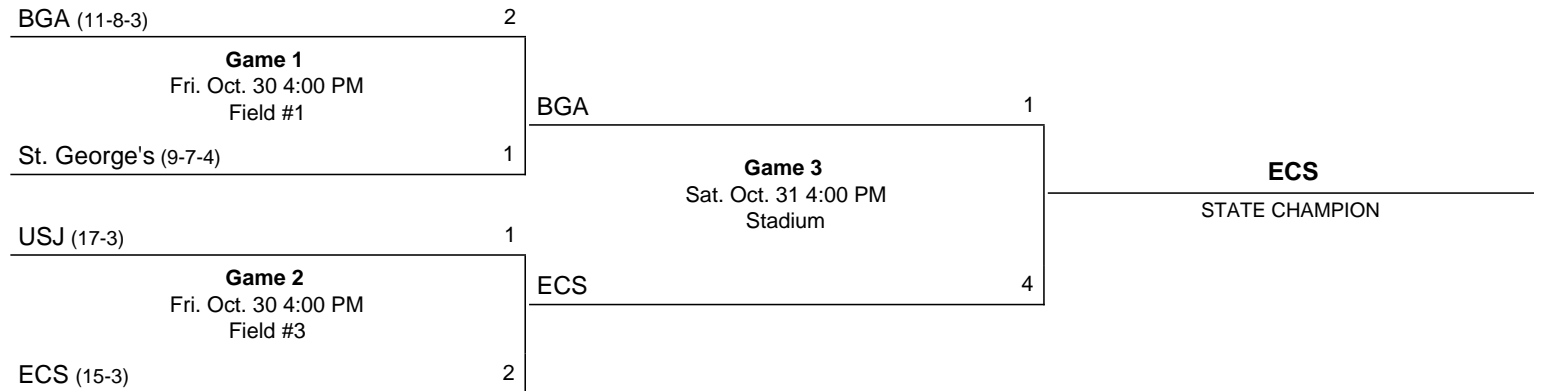 BGA (11-8-3) 2
Game 1
Fri. Oct. 30 4:00 PM
Field #1
St. George's (9-7-4) 1
USJ (17-3) 1
Game 2
Fri. Oct. 30 4:00 PM
Field #3
ECS (15-3) 2
BGA 1
Game 3
Sat. Oct. 31 4:00 PM
Stadium
ECS 4
ECS
STATE CHAMPION